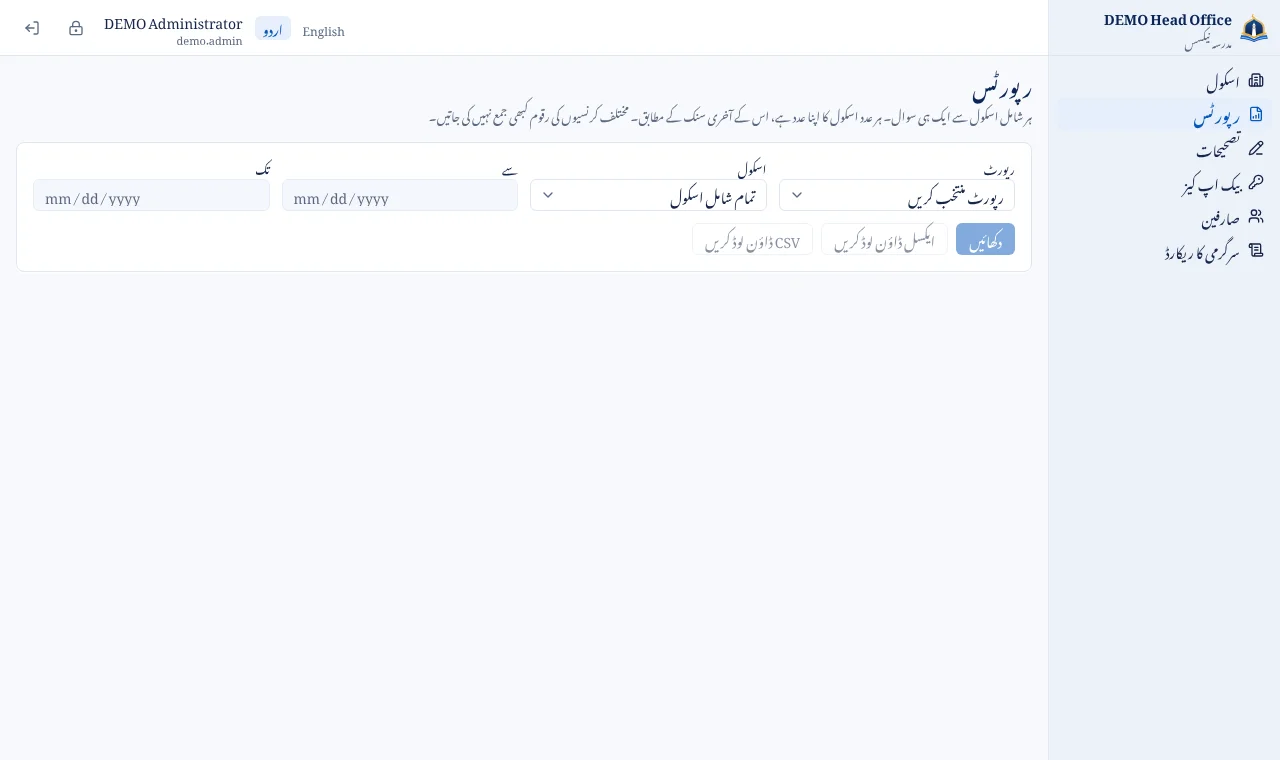 DEMO Head Office
مدرسہ نیکسس
DEMO Administrator
demo.admin
اردو
English
اسکول
رپورٹس
تصحیحات
بیک اپ کیز
صارفین
سرگرمی کا ریکارڈ
رپورٹس
ہر شامل اسکول سے ایک ہی سوال۔ ہر عدد اسکول کا اپنا عدد ہے، اس کے آخری سنک کے مطابق۔ مختلف کرنسیوں کی رقوم کبھی جمع نہیں کی جاتیں۔
رپورٹ
رپورٹ منتخب کریں
اسکول
تمام شامل اسکول
سے
mm/dd/yyyy
تک
mm/dd/yyyy
دکھائیں
ایکسل ڈاؤن لوڈ کریں
CSV ڈاؤن لوڈ کریں